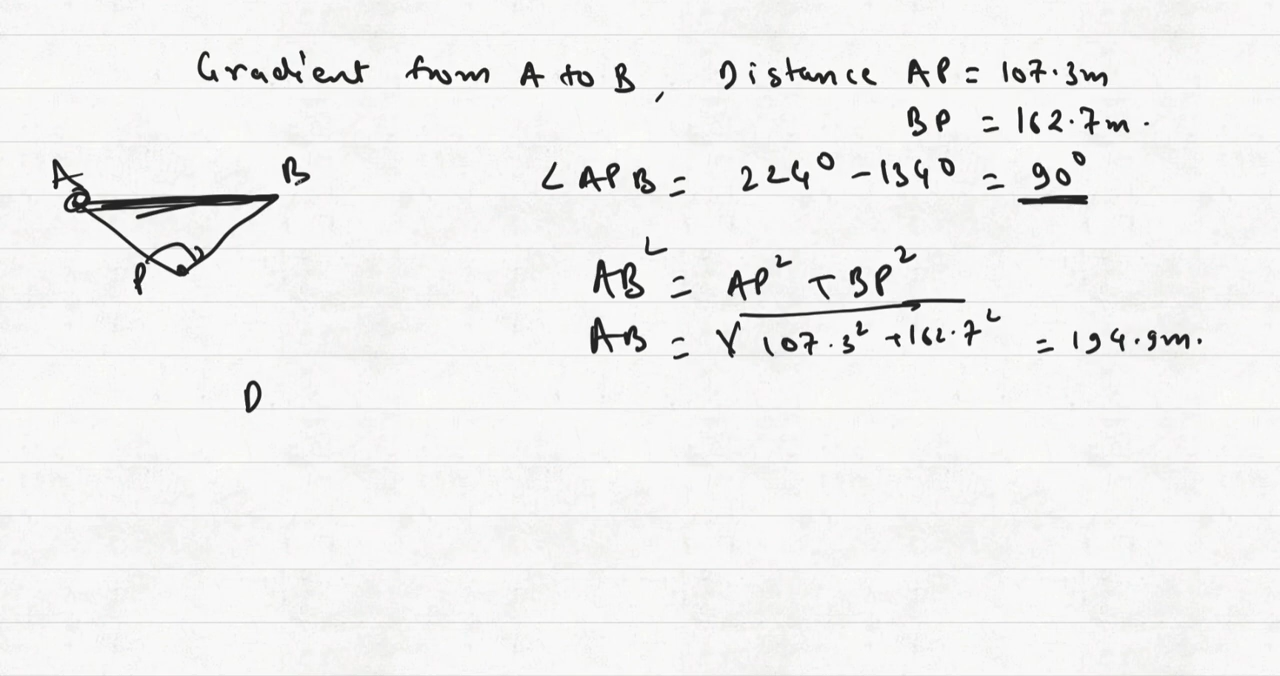 Gradient from A to B, Distance AP = 107.3m
BP = 162.7m.
A B
∠APB = 224° - 134° = 90°
P
AB² = AP² + BP²
AB = √107.3² + 162.7² = 194.9m.
D